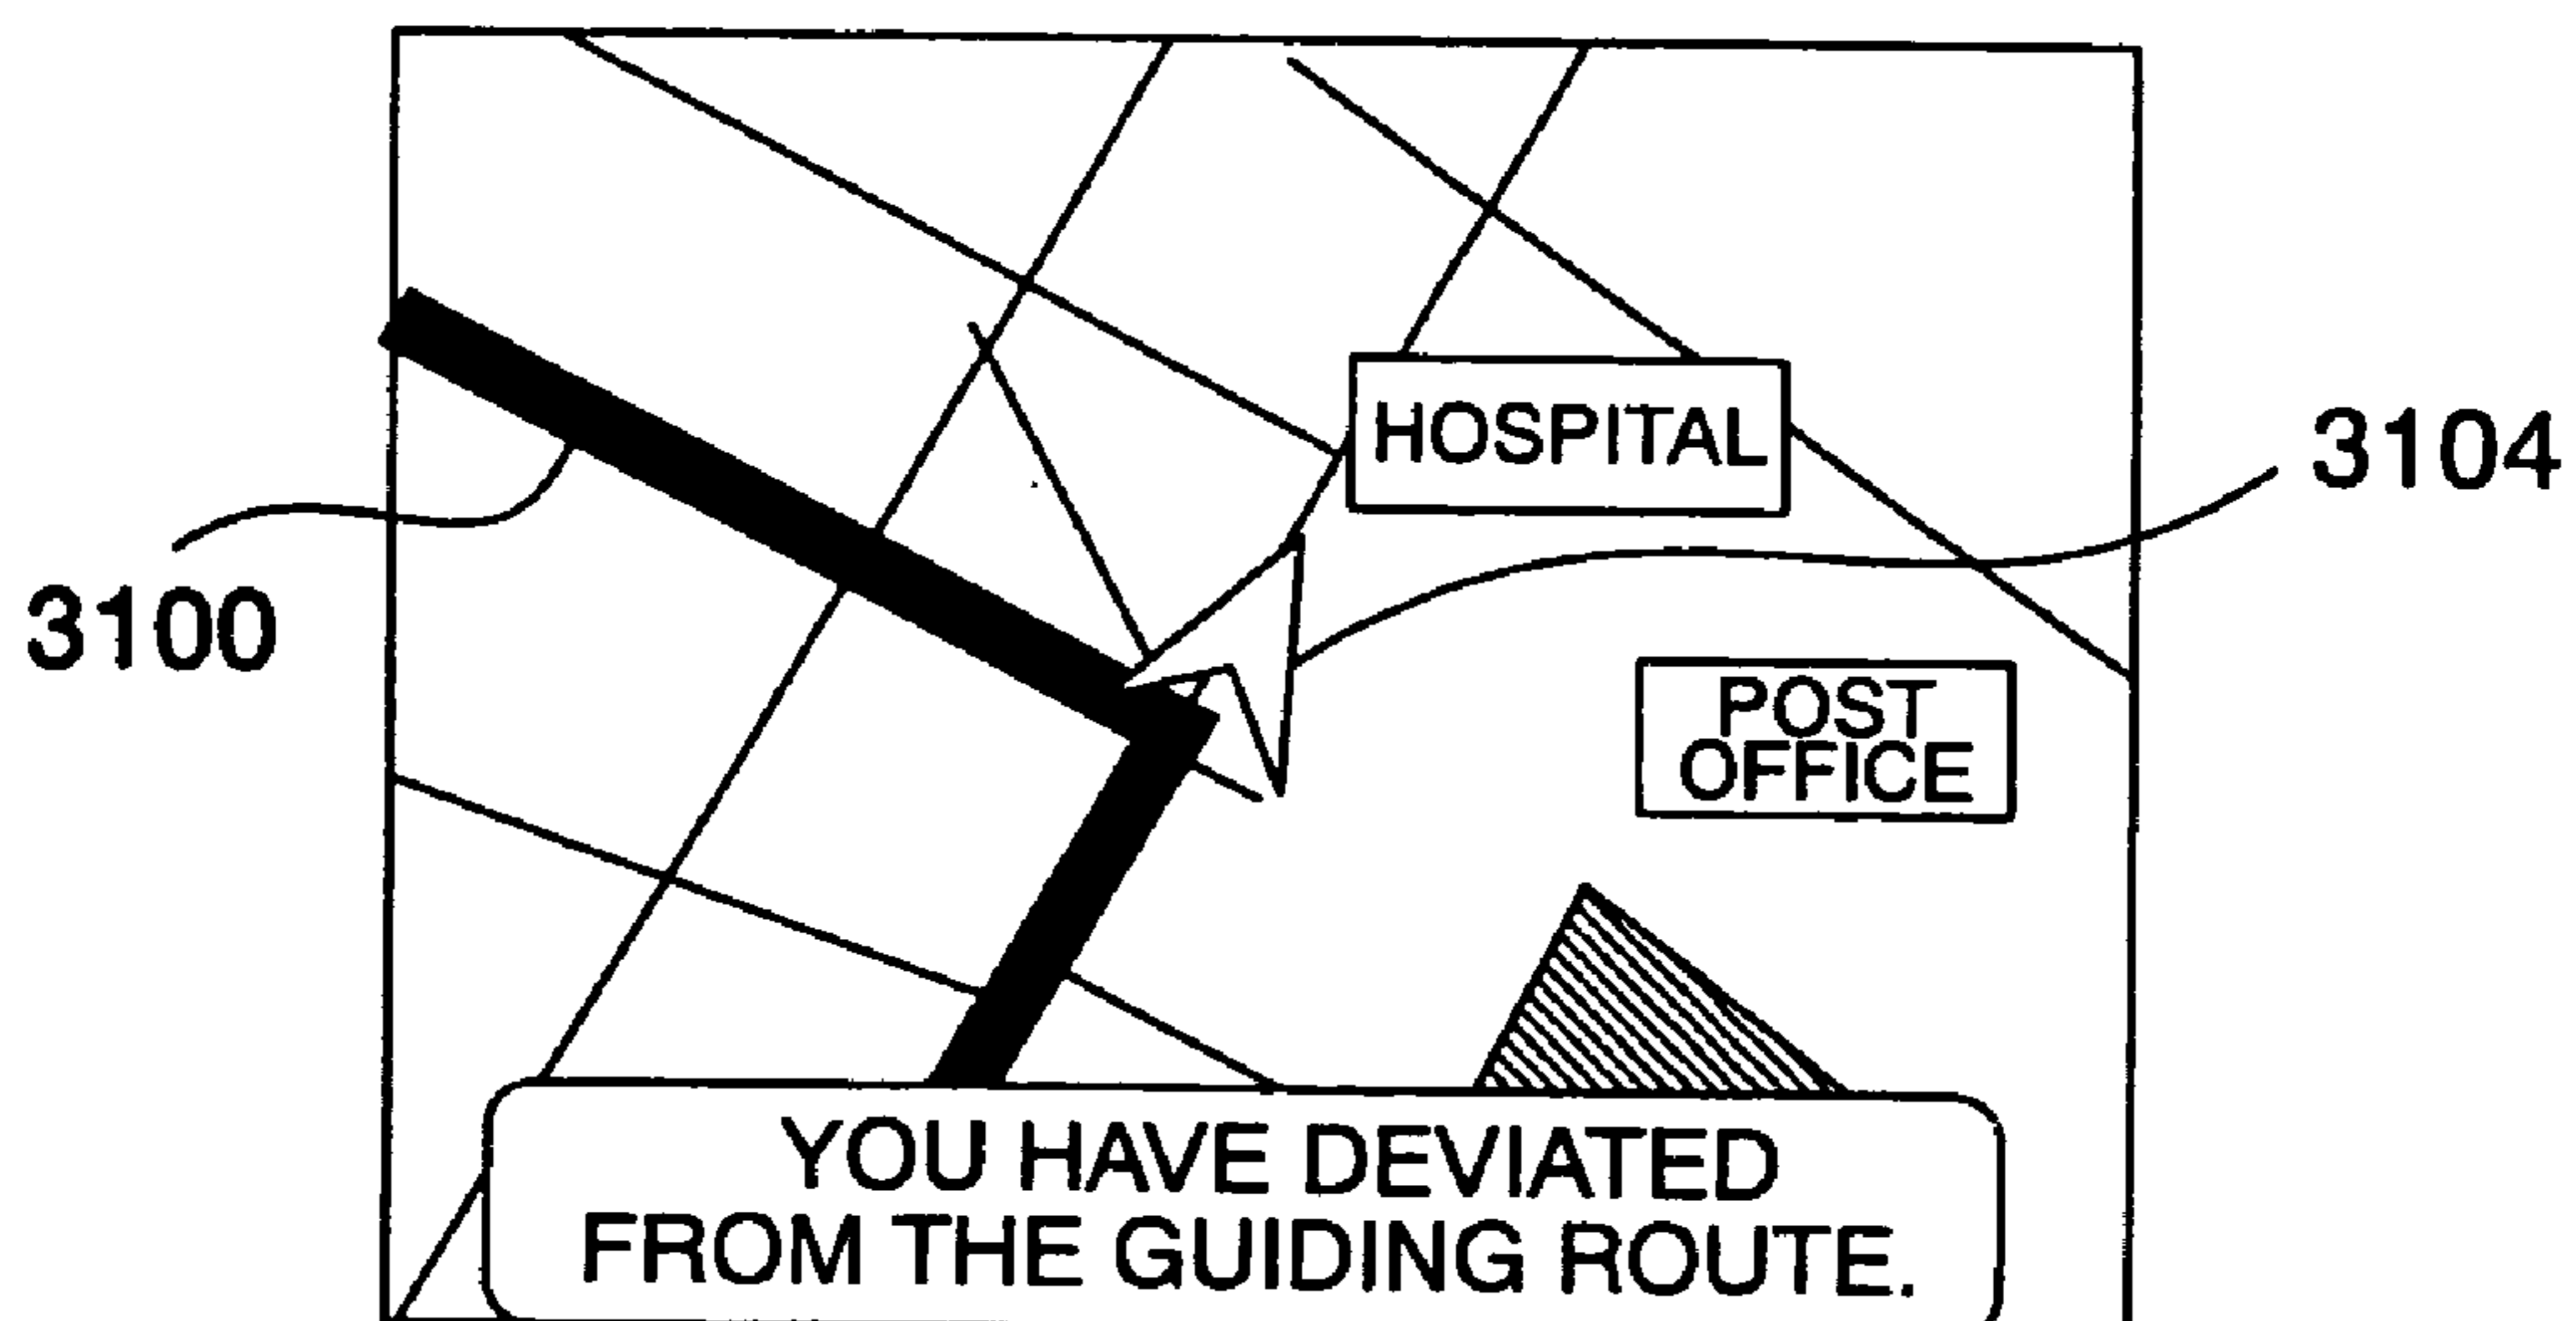 HOSPITAL
3104
3100
POST
OFFICE
YOU HAVE DEVIATED
FROM THE GUIDING ROUTE.